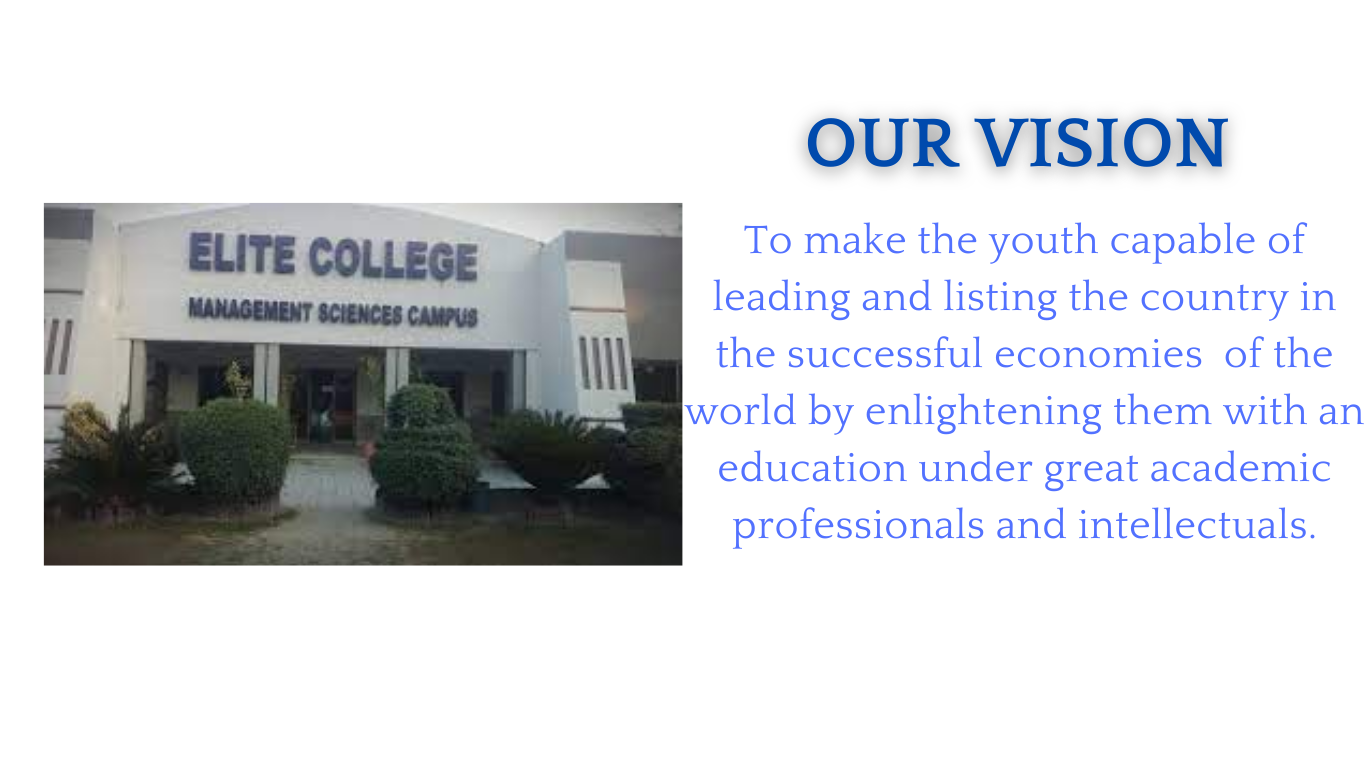 ELITE COLLEGE
MANAGEMENT SCIENCES CAMPUS
OUR VISION
To make the youth capable of
leading and listing the country in
the successful economies  of the
world by enlightening them with an
education under great academic
professionals and intellectuals.